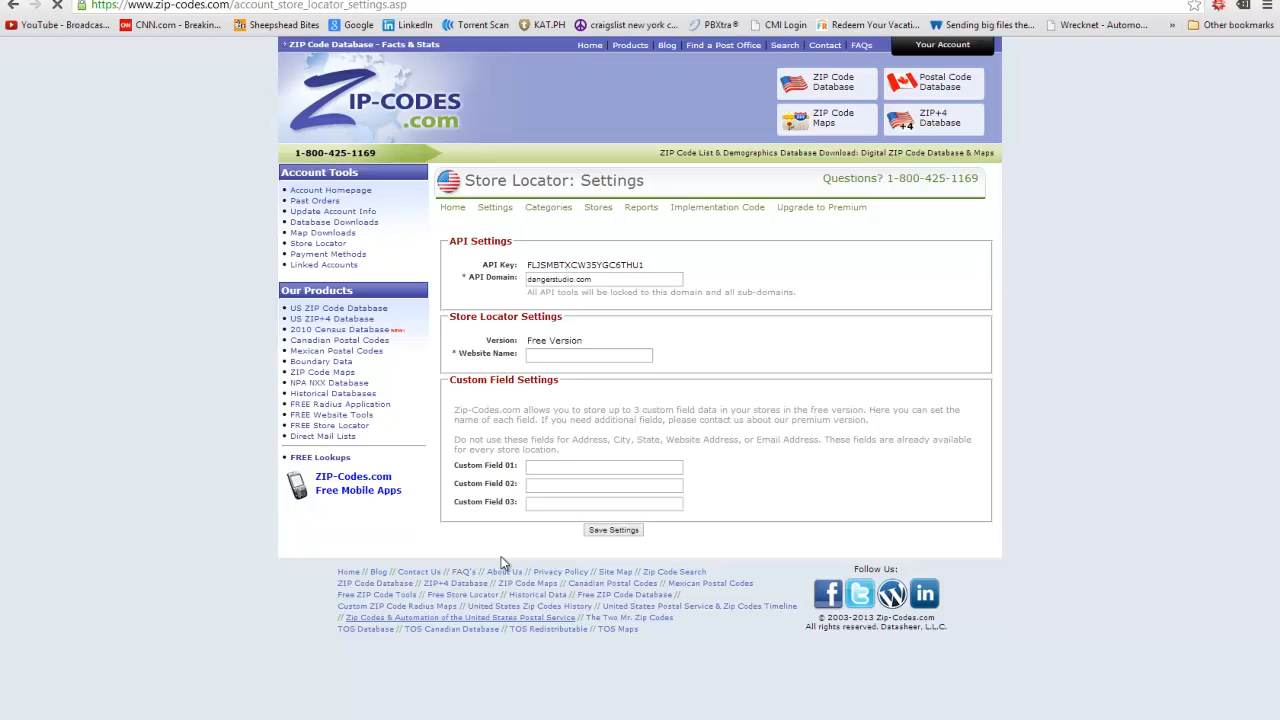 https://www.zip-codes.com/account_store_locator_settings.asp
YouTube - Broadc...
CNN.com - Breakin...
Sheepshead Bites
Google
LinkedIn
Torrent Scan
KAT.PH
craigslist new york c...
PBXtra®
CMI Login
Redeem Your Vacati...
Sending big files the...
Wrecknet - Automo...
»
Other bookmarks
ZIP Code Database - Facts & Stats
Home | Products | Blog | Find a Post Office | Search | Contact | FAQs
Your Account
ZIP-CODES
.com
ZIP Code
Database
Postal Code
Database
ZIP Code
Maps
ZIP+4
Database
+4
1-800-425-1169
ZIP Code List & Demographics Database Download: Digital ZIP Code Database & Maps
Account Tools
Account Homepage
Past Orders
Update Account Info
Database Downloads
Map Downloads
Store Locator
Payment Methods
Linked Accounts
Our Products
US ZIP Code Database
US ZIP+4 Database
2010 Census Database NEW!
Canadian Postal Codes
Mexican Postal Codes
Boundary Data
ZIP Code Maps
NPA NXX Database
Historical Databases
FREE Radius Application
FREE Website Tools
FREE Store Locator
Direct Mail Lists
FREE Lookups
ZIP-Codes.com
Free Mobile Apps
Store Locator: Settings
Questions? 1-800-425-1169
Home Settings Categories Stores Reports Implementation Code Upgrade to Premium
API Settings
API Key: FLJSMBTXCW35YGC6THU1
* API Domain: dangerstudio.com
All API tools will be locked to this domain and all sub-domains.
Store Locator Settings
Version: Free Version
* Website Name:
Custom Field Settings
Zip-Codes.com allows you to store up to 3 custom field data in your stores in the free version. Here you can set the
name of each field. If you need additional fields, please contact us about our premium version.
Do not use these fields for Address, City, State, Website Address, or Email Address. These fields are already available
for every store location.
Custom Field 01:
Custom Field 02:
Custom Field 03:
Save Settings
Home // Blog // Contact Us // FAQ's // About Us // Privacy Policy // Site Map // Zip Code Search
ZIP Code Database // ZIP+4 Database // ZIP Code Maps // Canadian Postal Codes // Mexican Postal Codes
Free ZIP Code Tools // Free Store Locator // Historical Data // Free ZIP Code Database //
Custom ZIP Code Radius Maps // United States Zip Codes History // United States Postal Service & Zip Codes Timeline
// Zip Codes & Automation of the United States Postal Service // The Two Mr. Zip Codes
TOS Database // TOS Canadian Database // TOS Redistributable // TOS Maps
Follow Us:
© 2003-2013 Zip-Codes.com
All rights reserved. Datasheer, L.L.C.